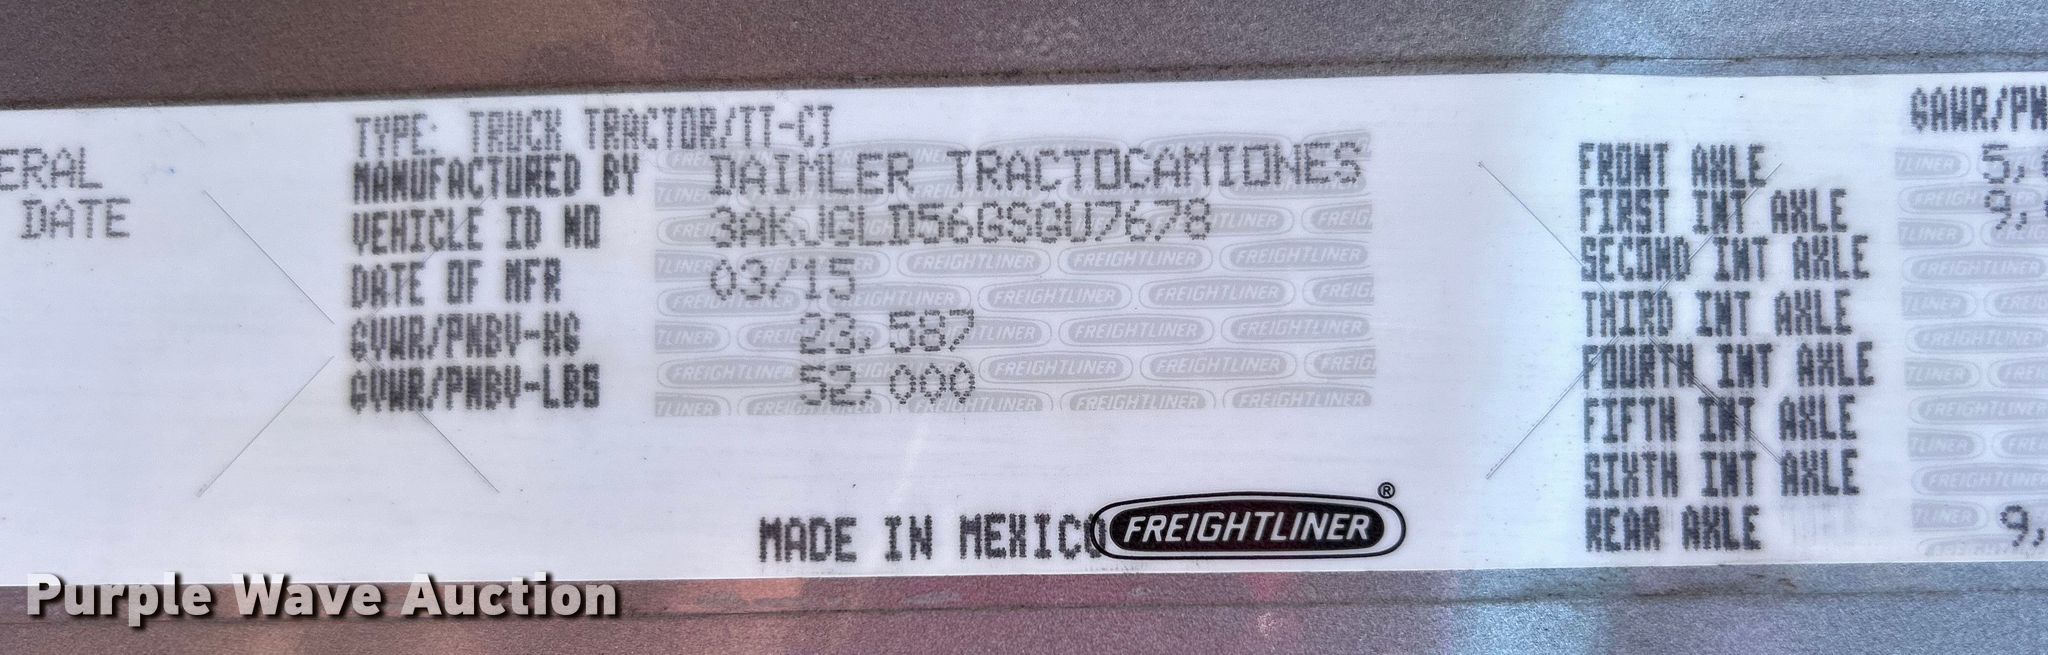 ERAL
DATE
TYPE: TRUCK TRACTOR/TT-CT
MANUFACTURED BY DAIMLER TRACTOCAMIONES
VEHICLE ID NO 3AKJGLD56GSGU7678
DATE OF MFR 03/15
GVWR/PNBV-KG 23,587
GVWR/PNBV-LBS 52,000
MADE IN MEXICO FREIGHTLINER®
GAWR/PN
FRONT AXLE 5,
FIRST INT AXLE 9,
SECOND INT AXLE
THIRD INT AXLE
FOURTH INT AXLE
FIFTH INT AXLE
SIXTH INT AXLE
REAR AXLE 9,
Purple Wave Auction